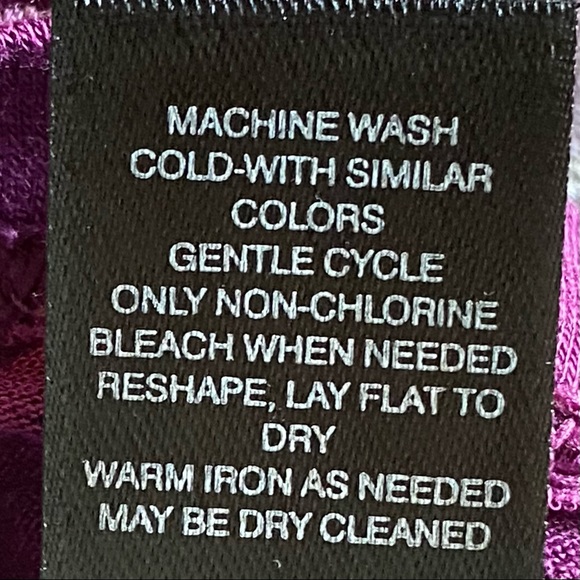 MACHINE WASH
COLD-WITH SIMILAR
COLORS
GENTLE CYCLE
ONLY NON-CHLORINE
BLEACH WHEN NEEDED
RESHAPE, LAY FLAT TO
DRY
WARM IRON AS NEEDED
MAY BE DRY CLEANED